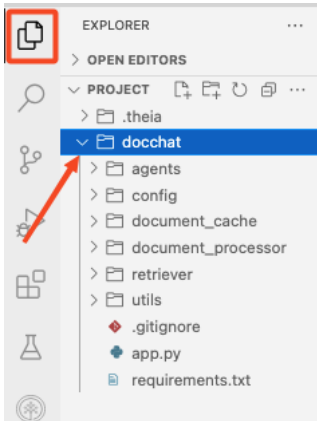 EXPLORER
OPEN EDITORS
PROJECT
.theia
docchat
agents
config
document_cache
document_processor
retriever
utils
.gitignore
app.py
requirements.txt